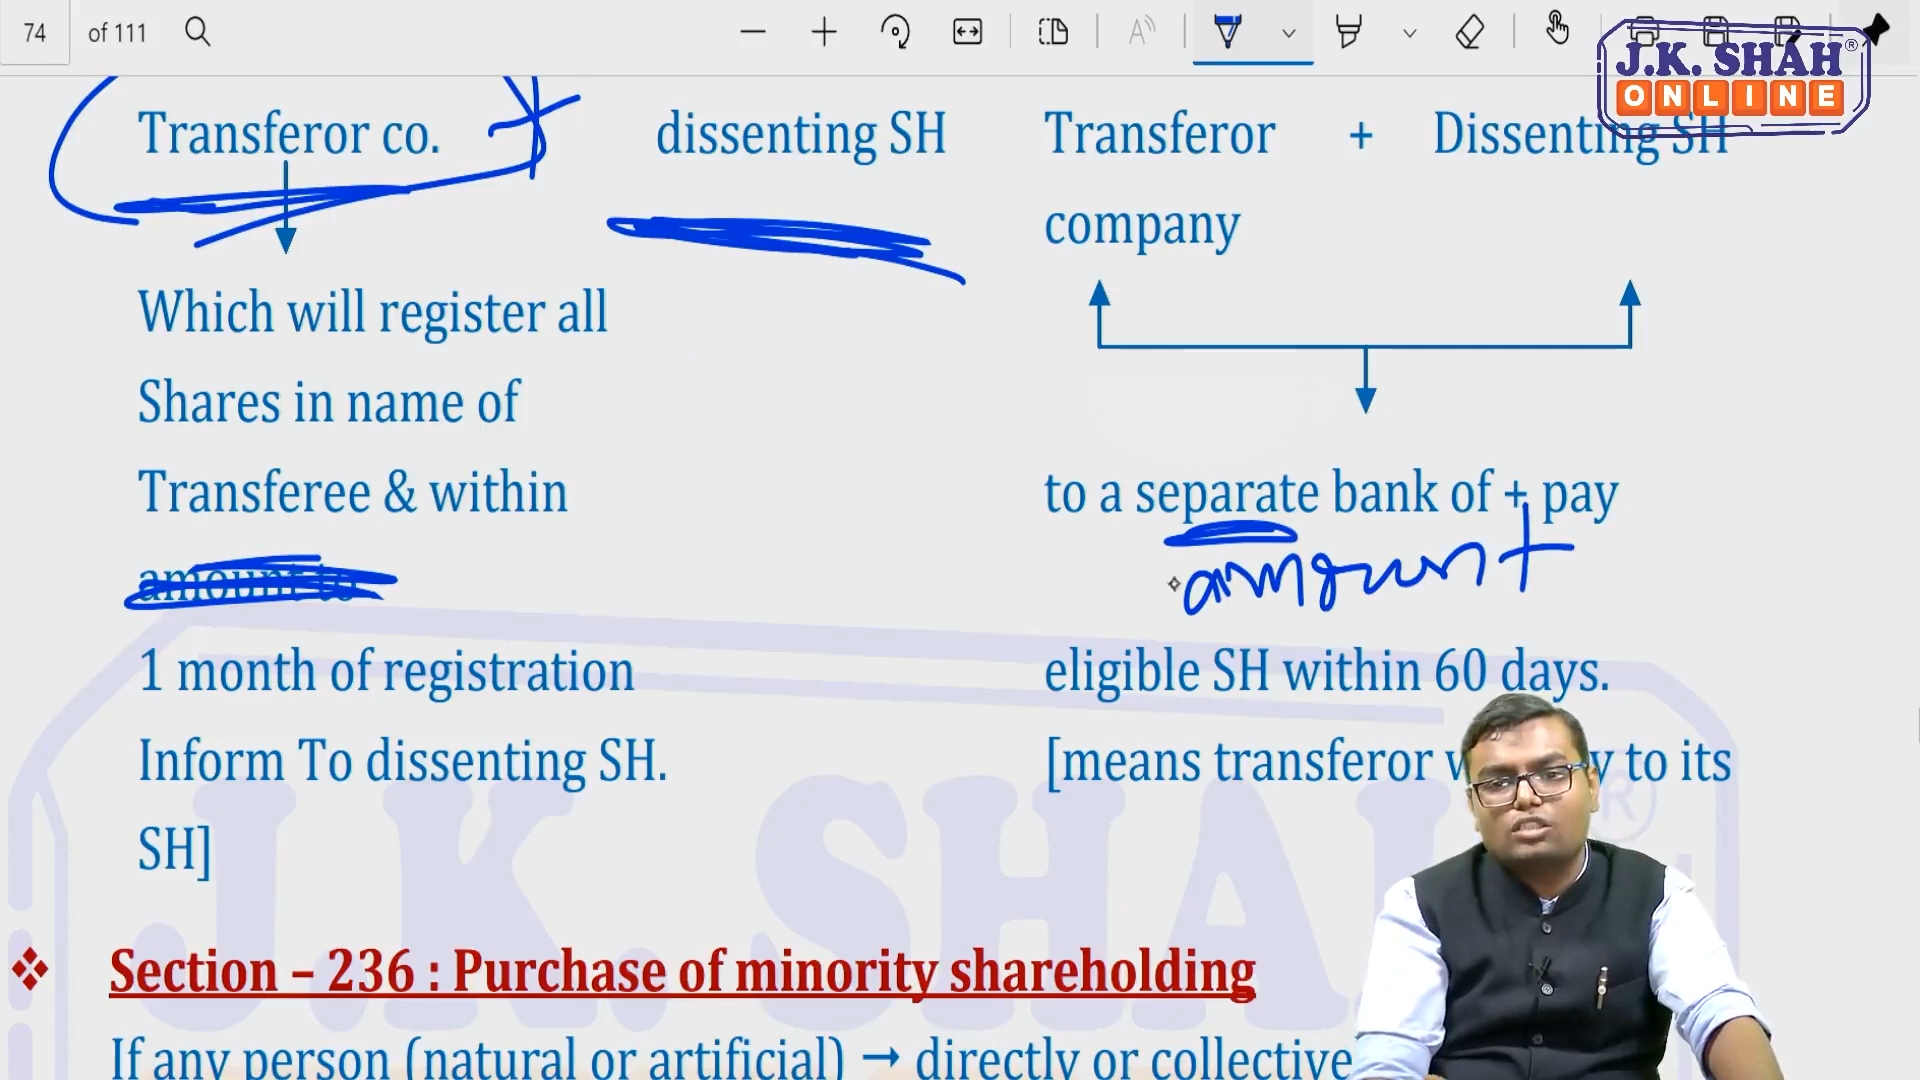 74 of 111
J.K. SHAH®
ONLINE
Transferor co. dissenting SH Transferor + Dissenting SH
company
Which will register all
Shares in name of
Transferee & within to a separate bank of + pay
amount to amount
1 month of registration eligible SH within 60 days.
Inform To dissenting SH. [means transferor to its
SH]
J.K. SHAH
Section – 236 : Purchase of minority shareholding
If any person (natural or artificial) → directly or collective